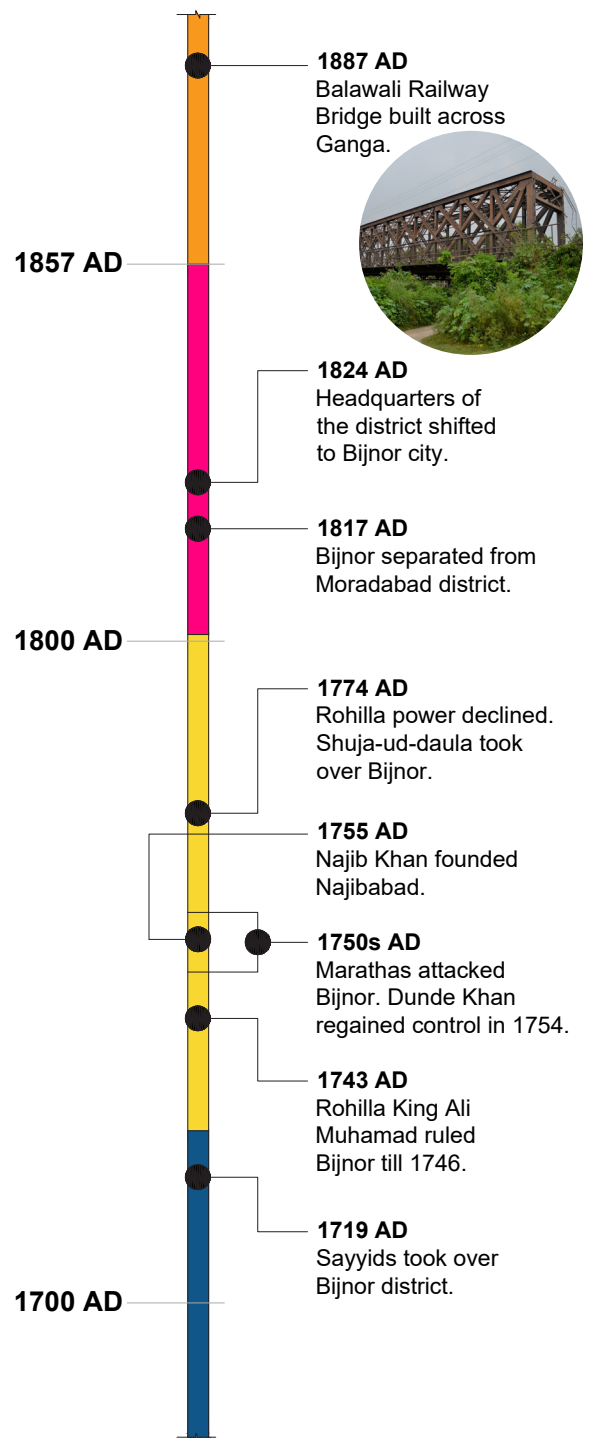 1887 AD
Balawali Railway
Bridge built across
Ganga.
1857 AD
1824 AD
Headquarters of
the district shifted
to Bijnor city.
1817 AD
Bijnor separated from
Moradabad district.
1800 AD
1774 AD
Rohilla power declined.
Shuja-ud-daula took
over Bijnor.
1755 AD
Najib Khan founded
Najibabad.
1750s AD
Marathas attacked
Bijnor. Dunde Khan
regained control in 1754.
1743 AD
Rohilla King Ali
Muhamad ruled
Bijnor till 1746.
1719 AD
Sayyids took over
Bijnor district.
1700 AD